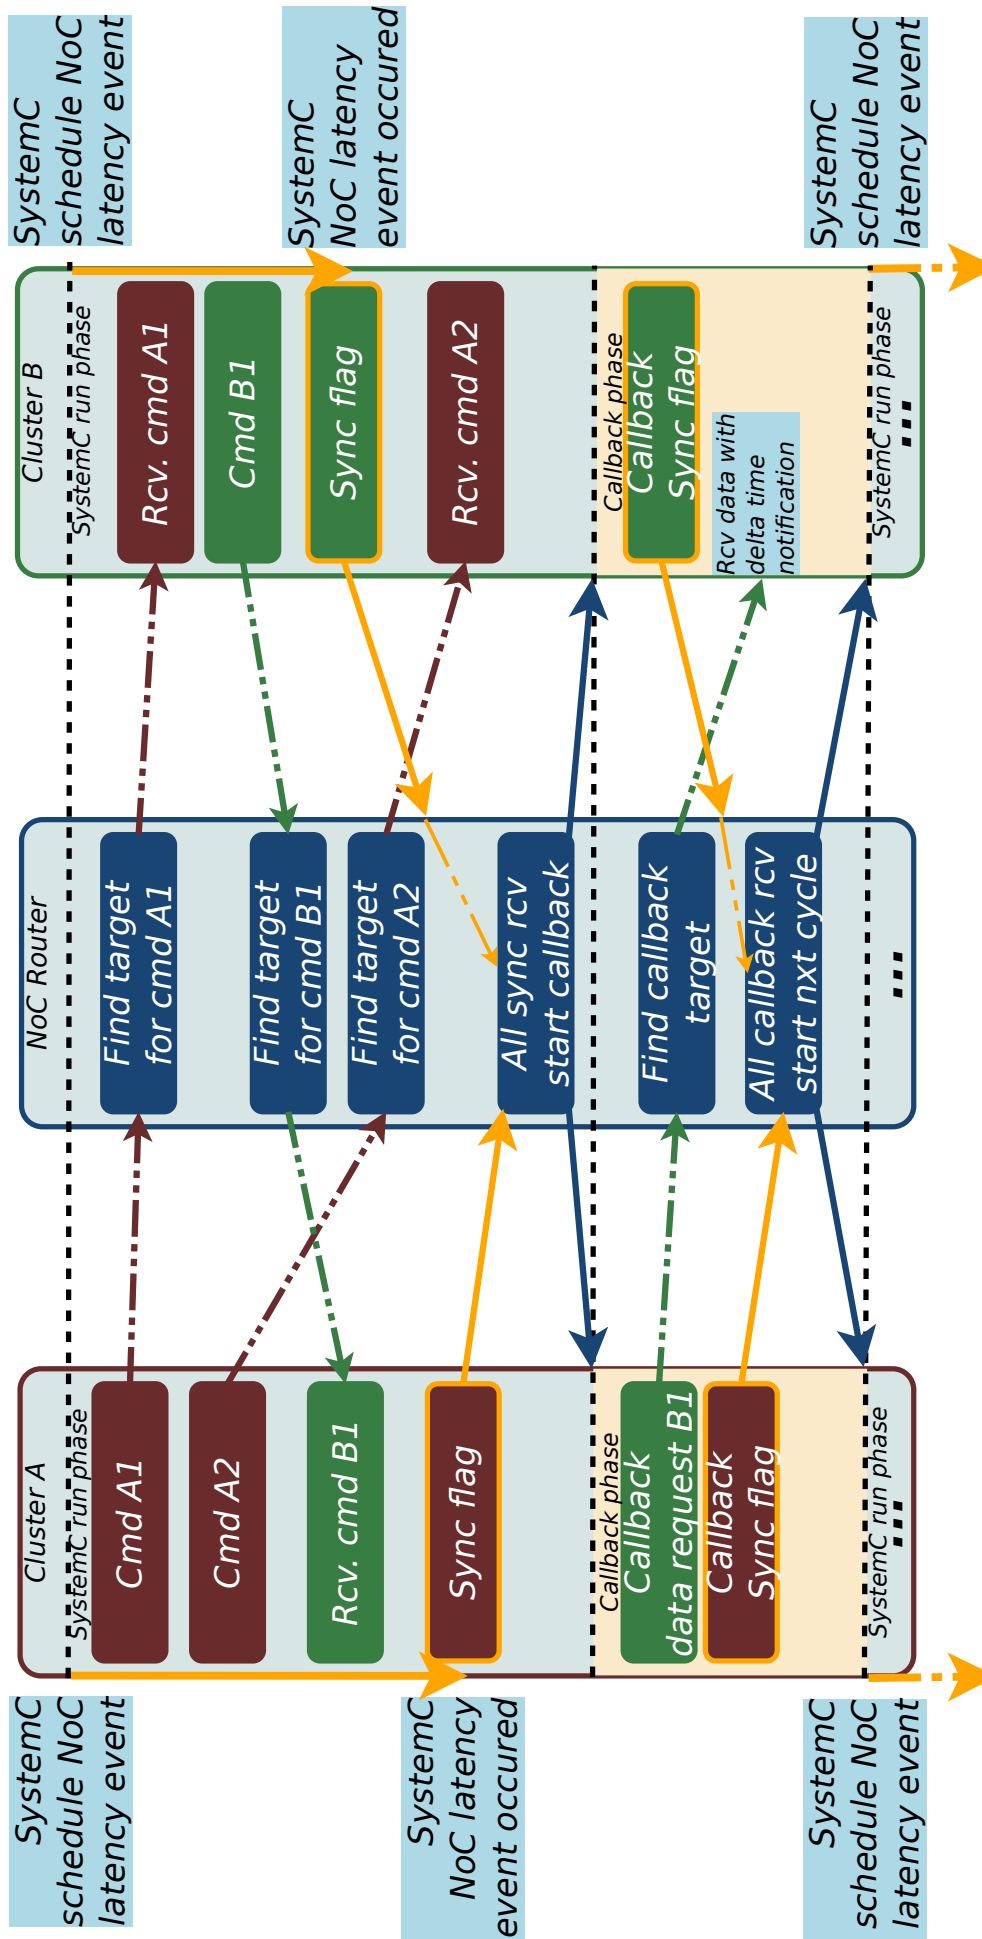 SystemC
schedule NoC
latency event
SystemC
NoC latency
event occured
SystemC
schedule NoC
latency event
Cluster A
SystemC run phase
Cmd A1
Cmd A2
Rcv. cmd B1
Sync flag
Callback phase
Callback
data request B1
Callback
Sync flag
SystemC run phase
...
NoC Router
Find target
for cmd A1
Find target
for cmd B1
Find target
for cmd A2
All sync rcv
start callback
Find callback
target
All callback rcv
start nxt cycle
...
Cluster B
SystemC run phase
Rcv. cmd A1
Cmd B1
Sync flag
Rcv. cmd A2
Callback phase
Callback
Sync flag
Rcv data with
delta time
notification
SystemC run phase
...
SystemC
schedule NoC
latency event
SystemC
NoC latency
event occured
SystemC
schedule NoC
latency event